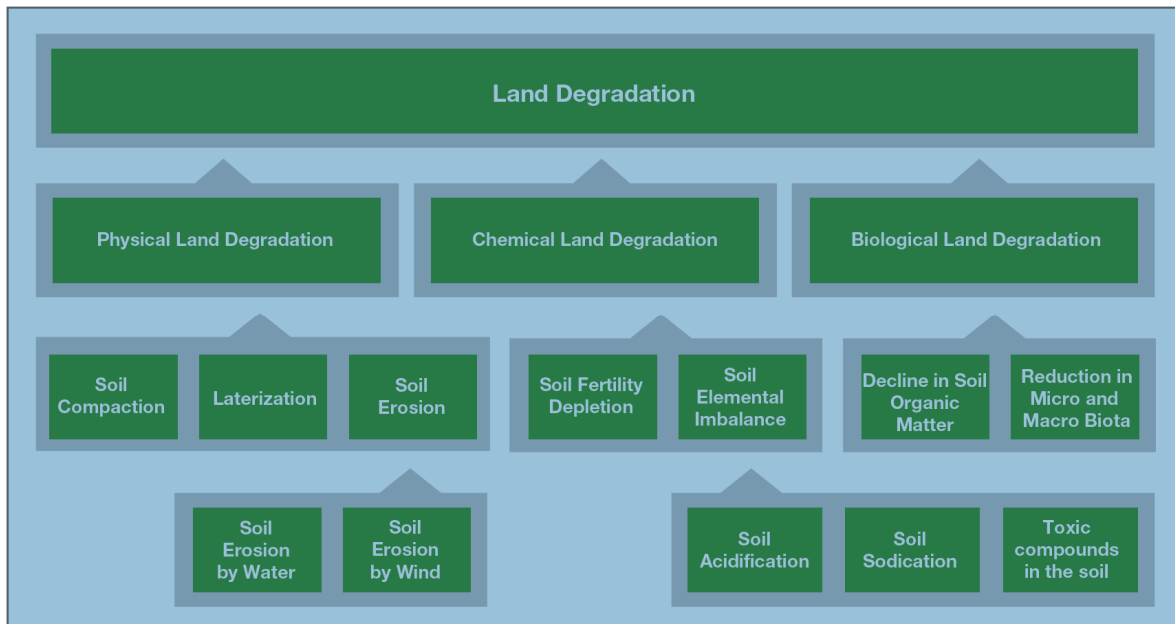 Land Degradation
Physical Land Degradation
Chemical Land Degradation
Biological Land Degradation
Soil
Compaction
Laterization
Soil
Erosion
Soil Fertility
Depletion
Soil
Elemental
Imbalance
Decline in Soil
Organic
Matter
Reduction in
Micro and
Macro Biota
Soil
Erosion
by Water
Soil
Erosion
by Wind
Soil
Acidification
Soil
Sodication
Toxic
compounds
in the soil